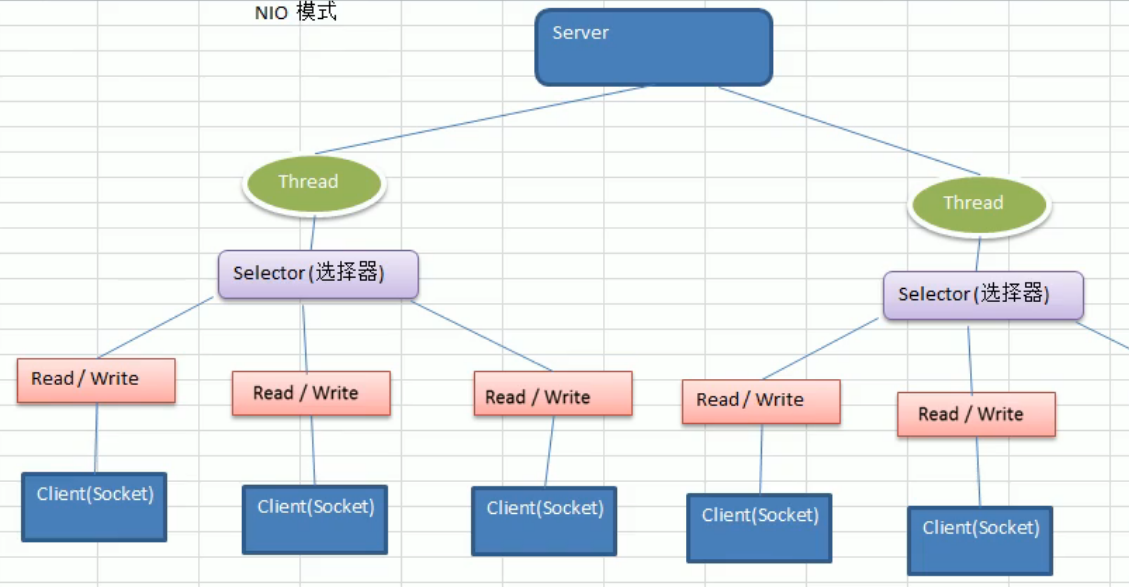 NIO 模式
Server
Thread
Thread
Selector(选择器)
Selector(选择器)
Read / Write
Read / Write
Read / Write
Read / Write
Read / Write
Client(Socket)
Client(Socket)
Client(Socket)
Client(Socket)
Client(Socket)